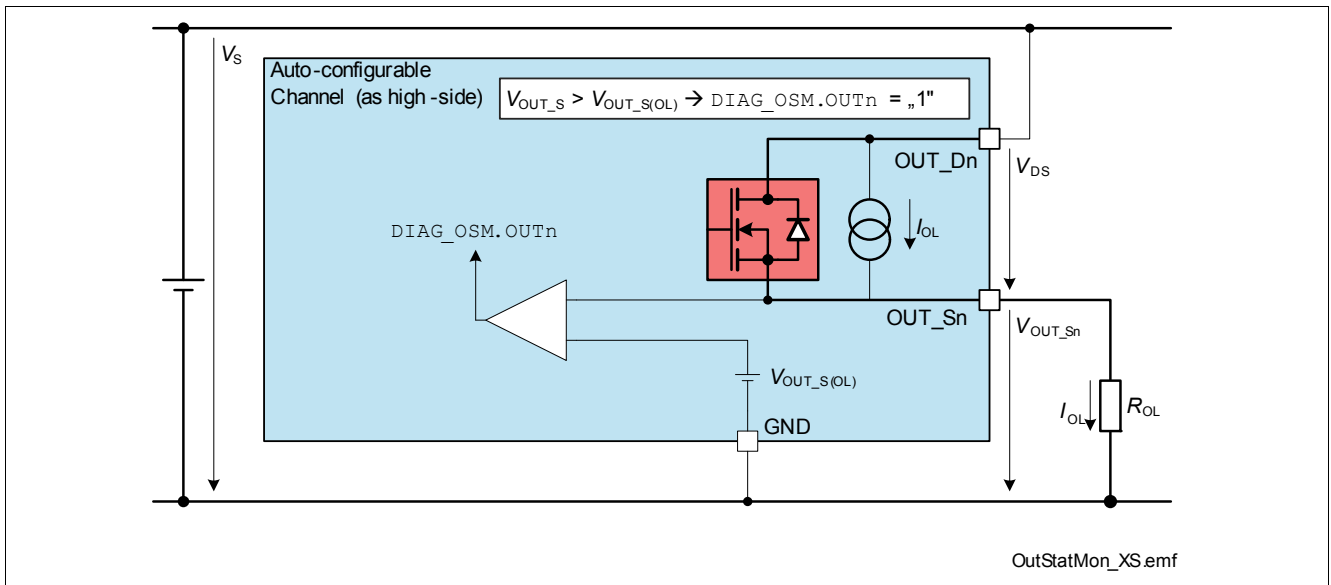 VS
Auto-configurable
Channel (as high -side)
VOUT_S > VOUT_S(OL) → DIAG_OSM.OUTn = „1"
OUT_Dn
VDS
IOL
DIAG_OSM.OUTn
OUT_Sn
VOUT_Sn
VOUT_S(OL)
IOL
ROL
GND
OutStatMon_XS.emf